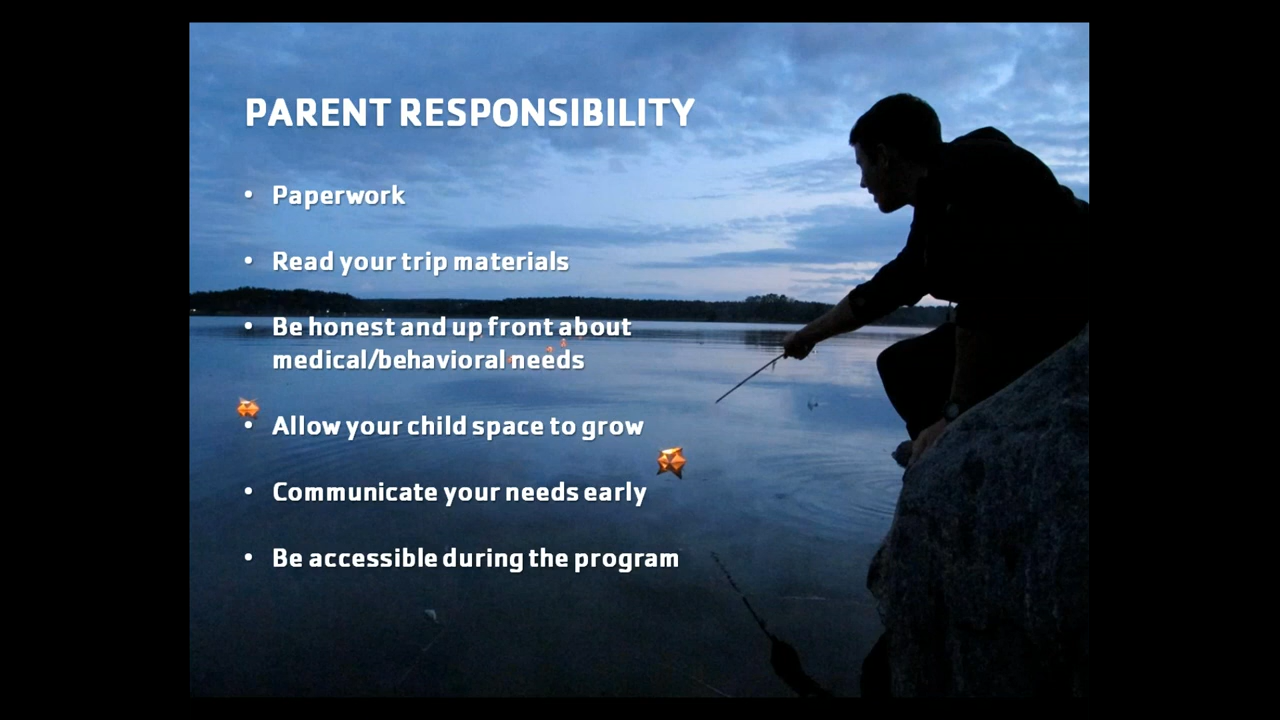 PARENT RESPONSIBILITY
• Paperwork
• Read your trip materials
• Be honest and up front about
medical/behavioral needs
• Allow your child space to grow
• Communicate your needs early
• Be accessible during the program